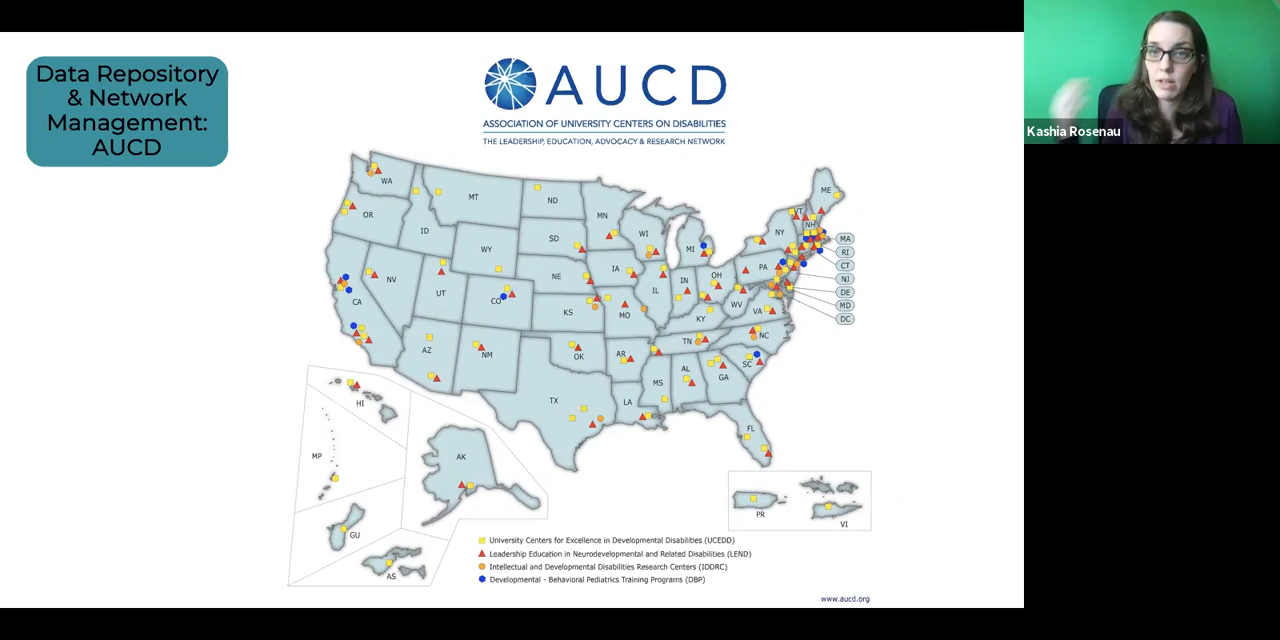 Data Repository
& Network
Management:
AUCD
AUCD
ASSOCIATION OF UNIVERSITY CENTERS ON DISABILITIES
THE LEADERSHIP, EDUCATION, ADVOCACY & RESEARCH NETWORK
Kashia Rosenau
WA
MT
ND
MN
ME
VT
NH
OR
ID
SD
WI
MI
NY
MA
RI
WY
IA
PA
CT
NV
NE
IL
IN
OH
NJ
UT
CO
DE
CA
KS
MO
WV
VA
MD
KY
DC
AZ
NM
OK
AR
TN
NC
SC
MS
AL
GA
TX
LA
FL
HI
MP
AK
GU
AS
PR
VI
University Centers for Excellence in Developmental Disabilities (UCEDD)
Leadership Education in Neurodevelopmental and Related Disabilities (LEND)
Intellectual and Developmental Disabilities Research Centers (IDDRC)
Developmental - Behavioral Pediatrics Training Programs (DBP)
www.aucd.org